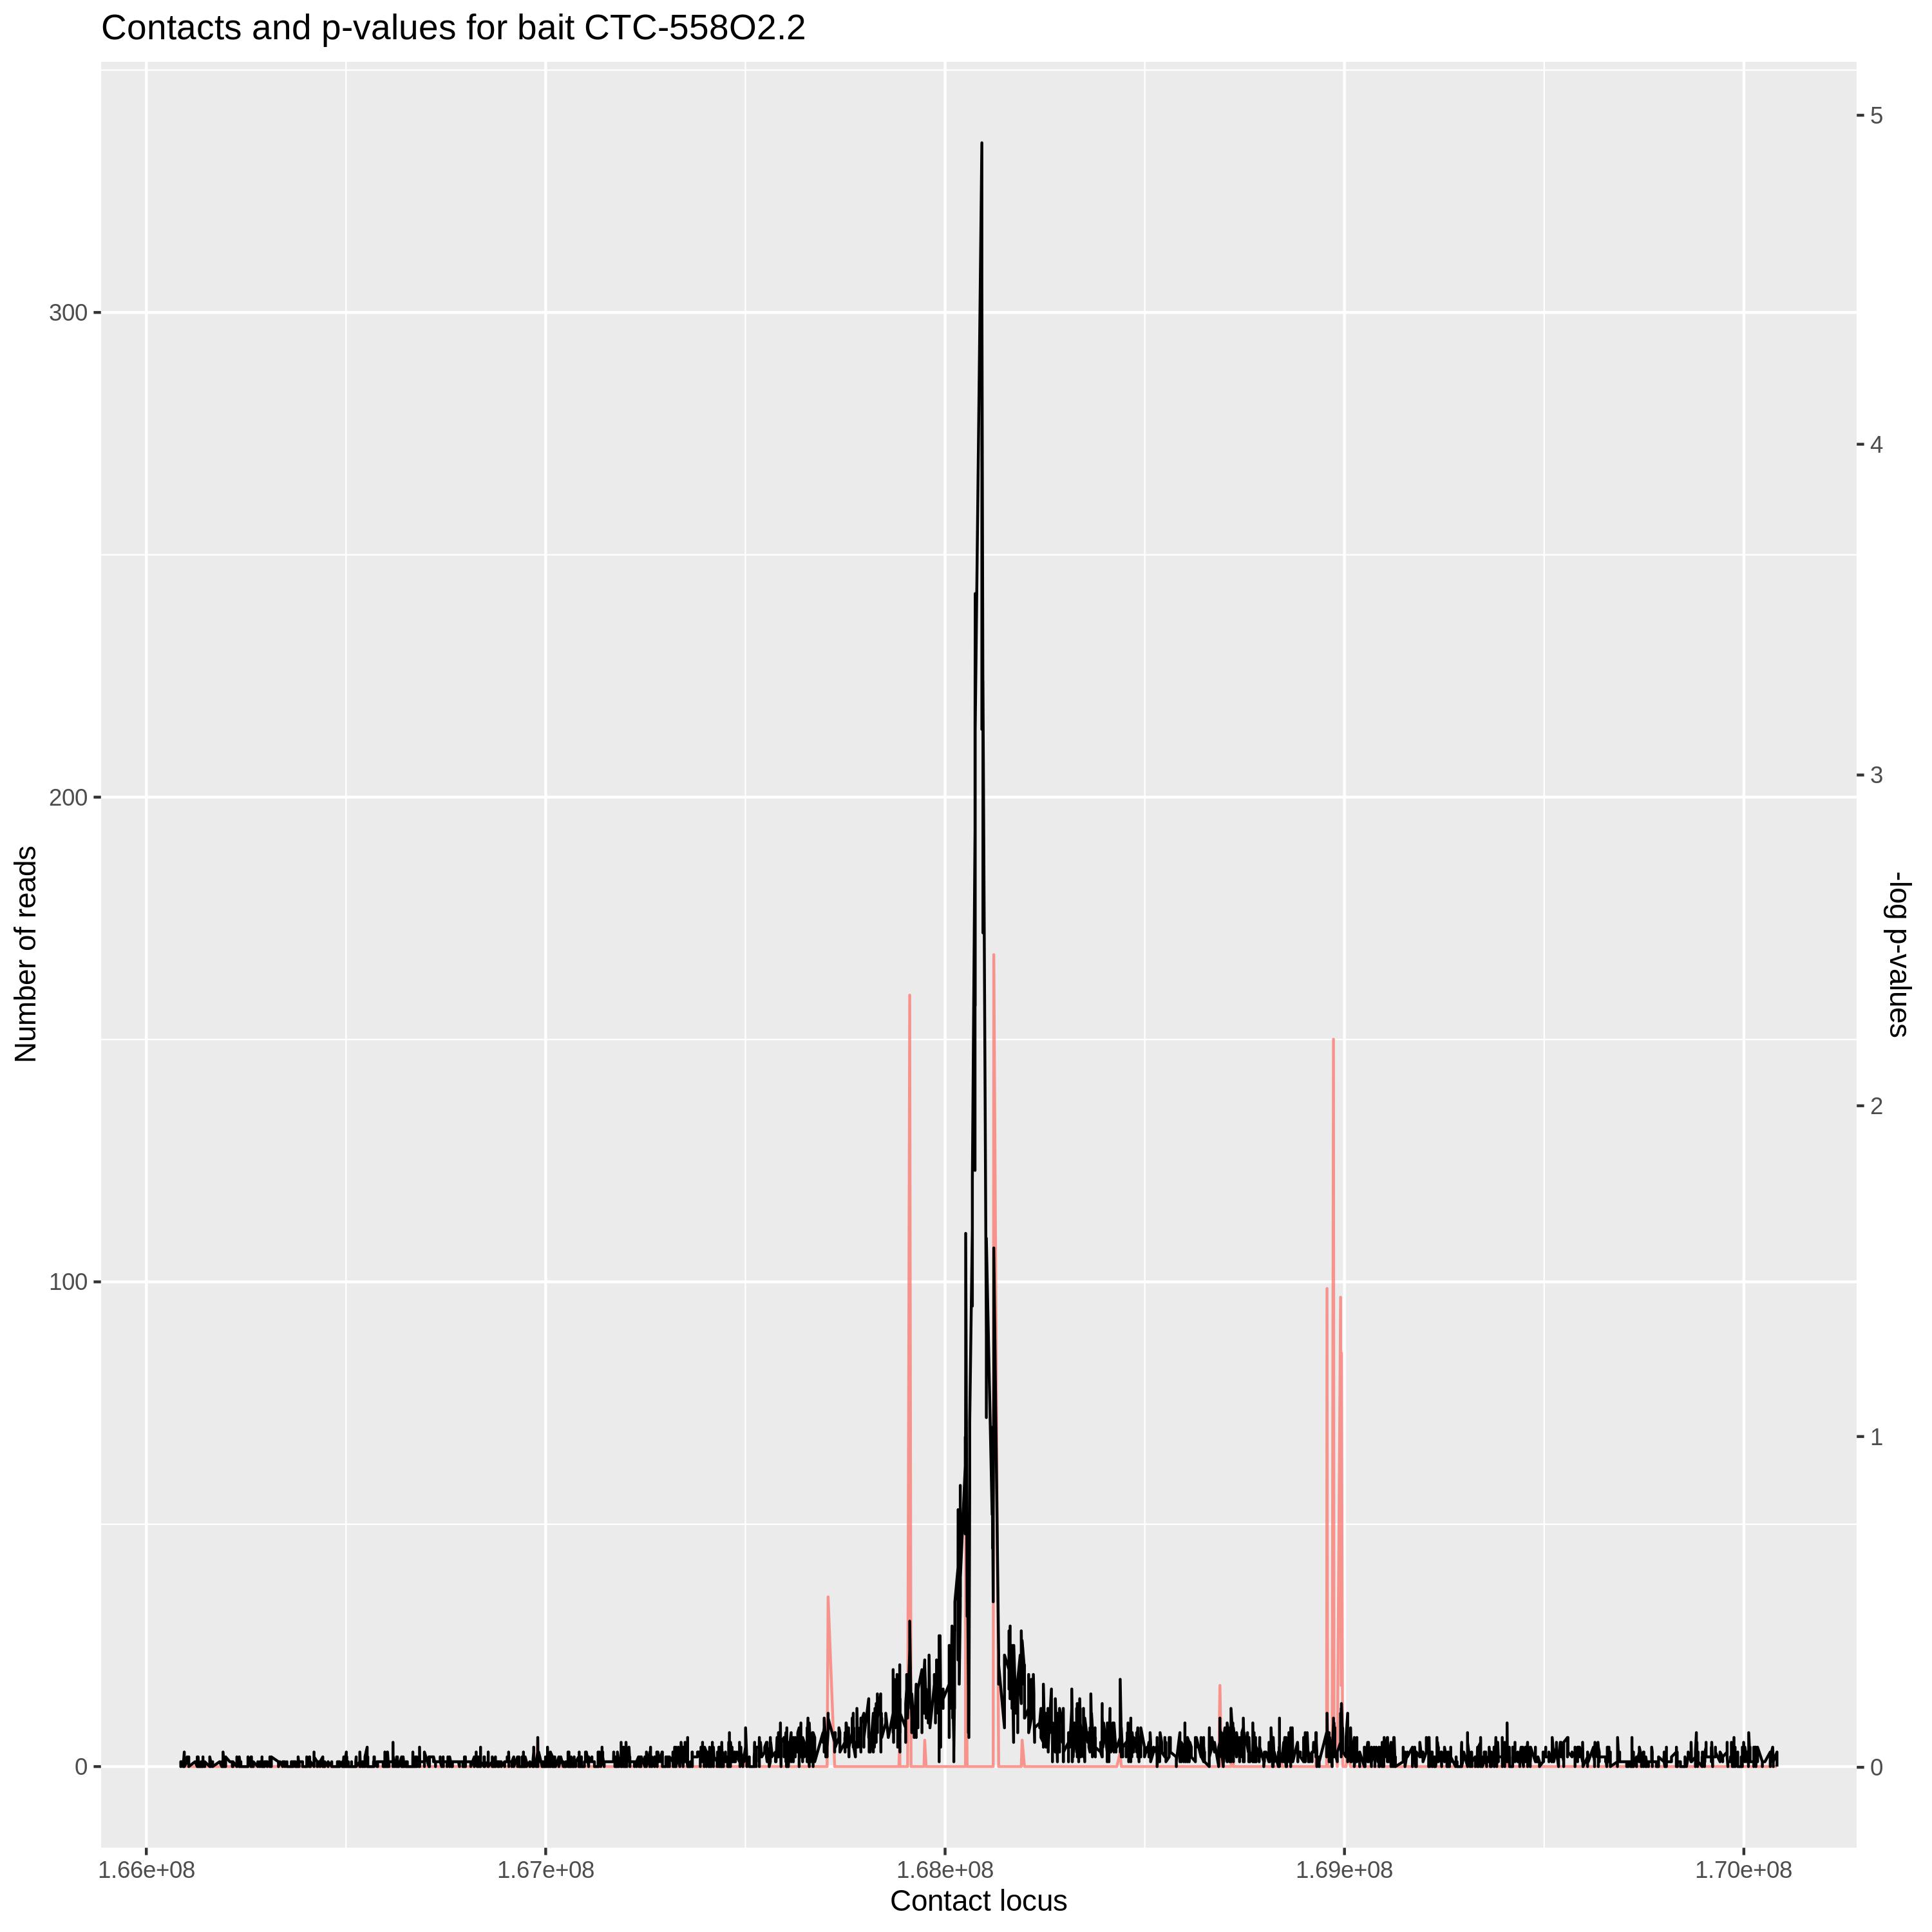 Contacts and p-values for bait CTC-558O2.2
300
200
100
0
Number of reads
5
4
3
2
1
0
-log p-values
1.66e+08
1.67e+08
1.68e+08
1.69e+08
1.70e+08
Contact locus